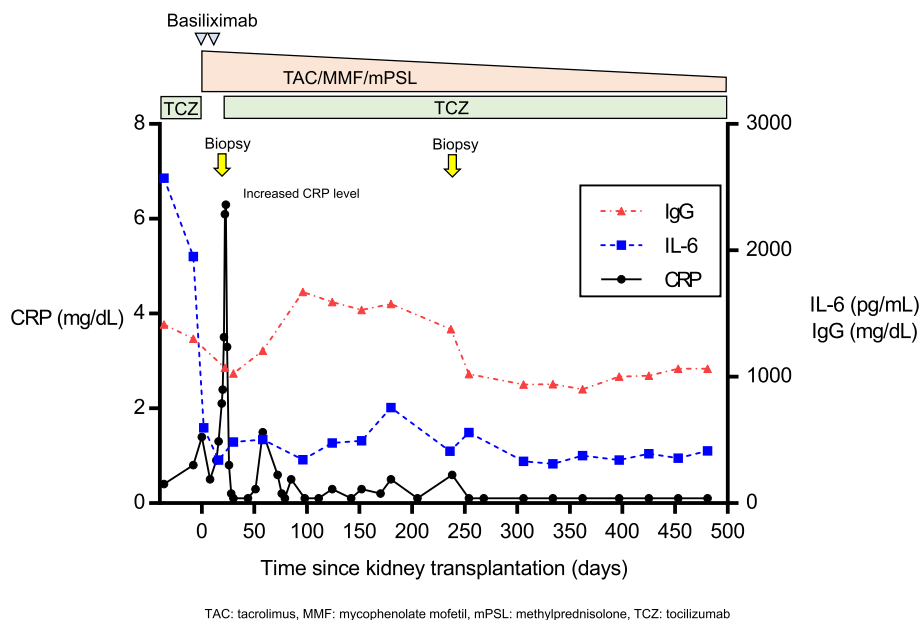 Basiliximab
TAC/MMF/mPSL
TCZ
TCZ
8
3000
Biopsy
Biopsy
Increased CRP level
6
IgG
2000
IL-6
CRP
4
CRP (mg/dL)
IL-6 (pg/mL)
IgG (mg/dL)
1000
2
0
0
0
50
100
150
200
250
300
350
400
450
500
Time since kidney transplantation (days)
TAC: tacrolimus, MMF: mycophenolate mofetil, mPSL: methylprednisolone, TCZ: tocilizumab